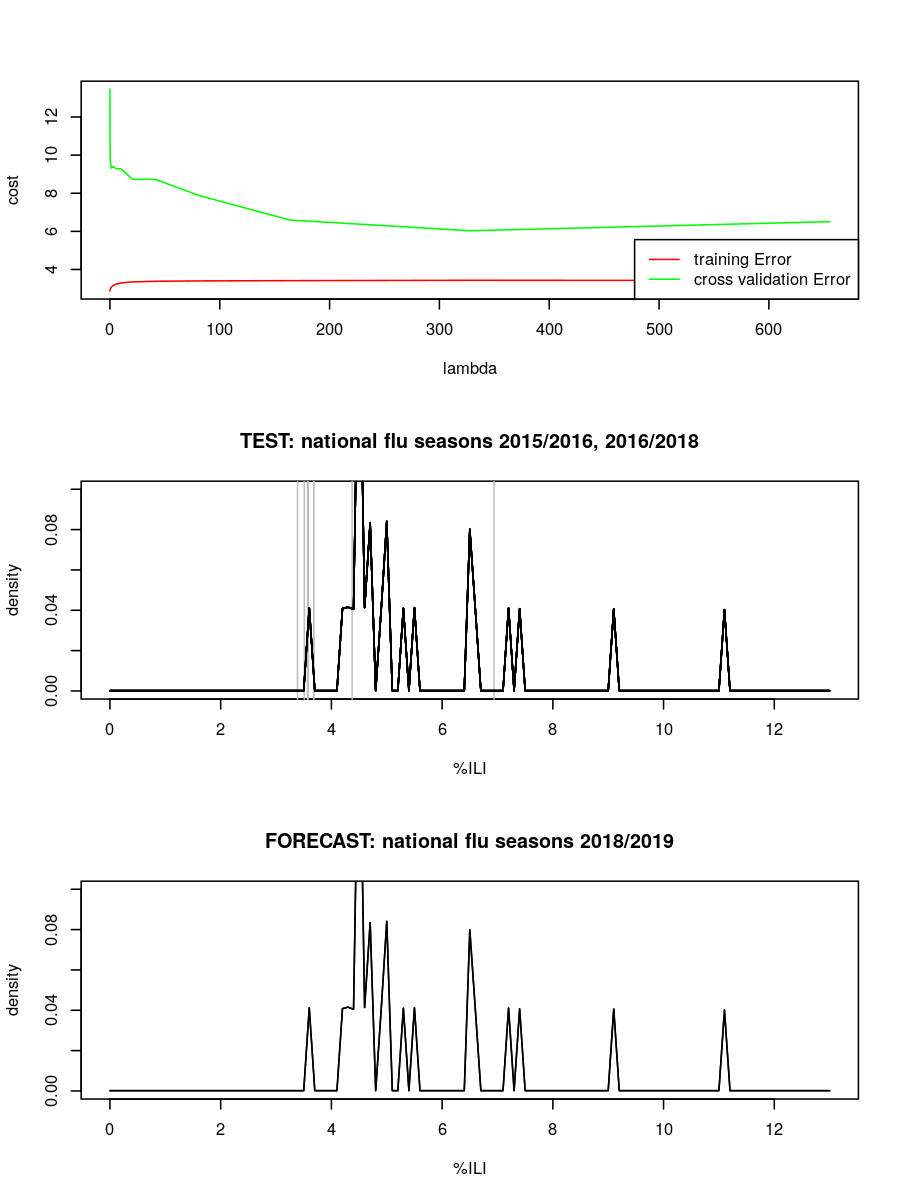 12
10
8
6
4
cost
training Error
cross validation Error
0 100 200 300 400 500 600
lambda
TEST: national flu seasons 2015/2016, 2016/2018
0.08
0.04
0.00
density
0 2 4 6 8 10 12
%ILI
FORECAST: national flu seasons 2018/2019
0.08
0.04
0.00
density
0 2 4 6 8 10 12
%ILI